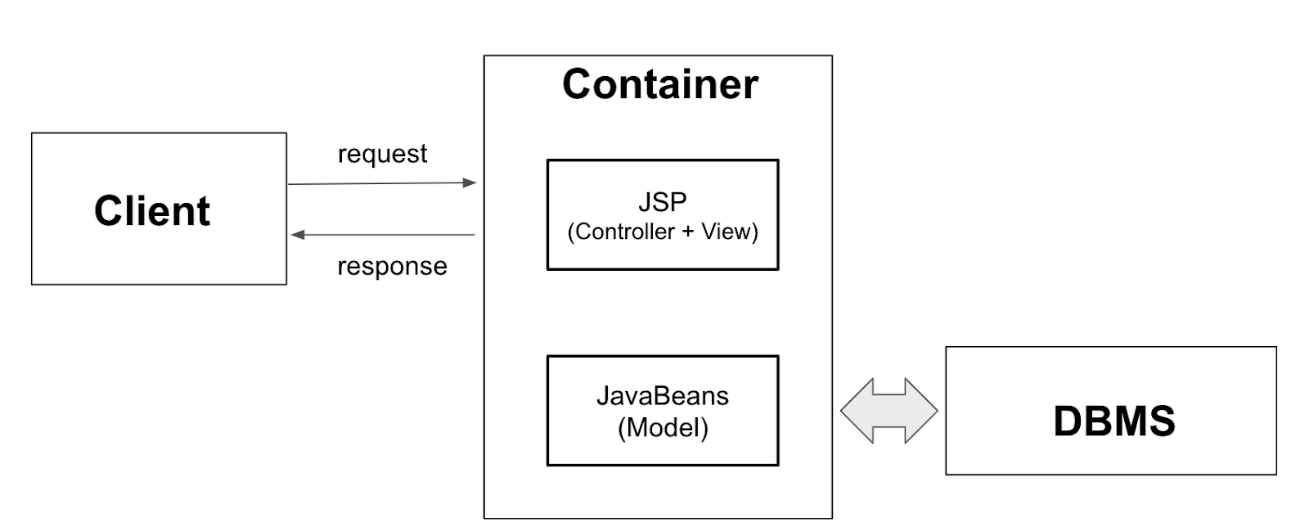 Container
Client
request
response
JSP
(Controller + View)
JavaBeans
(Model)
DBMS